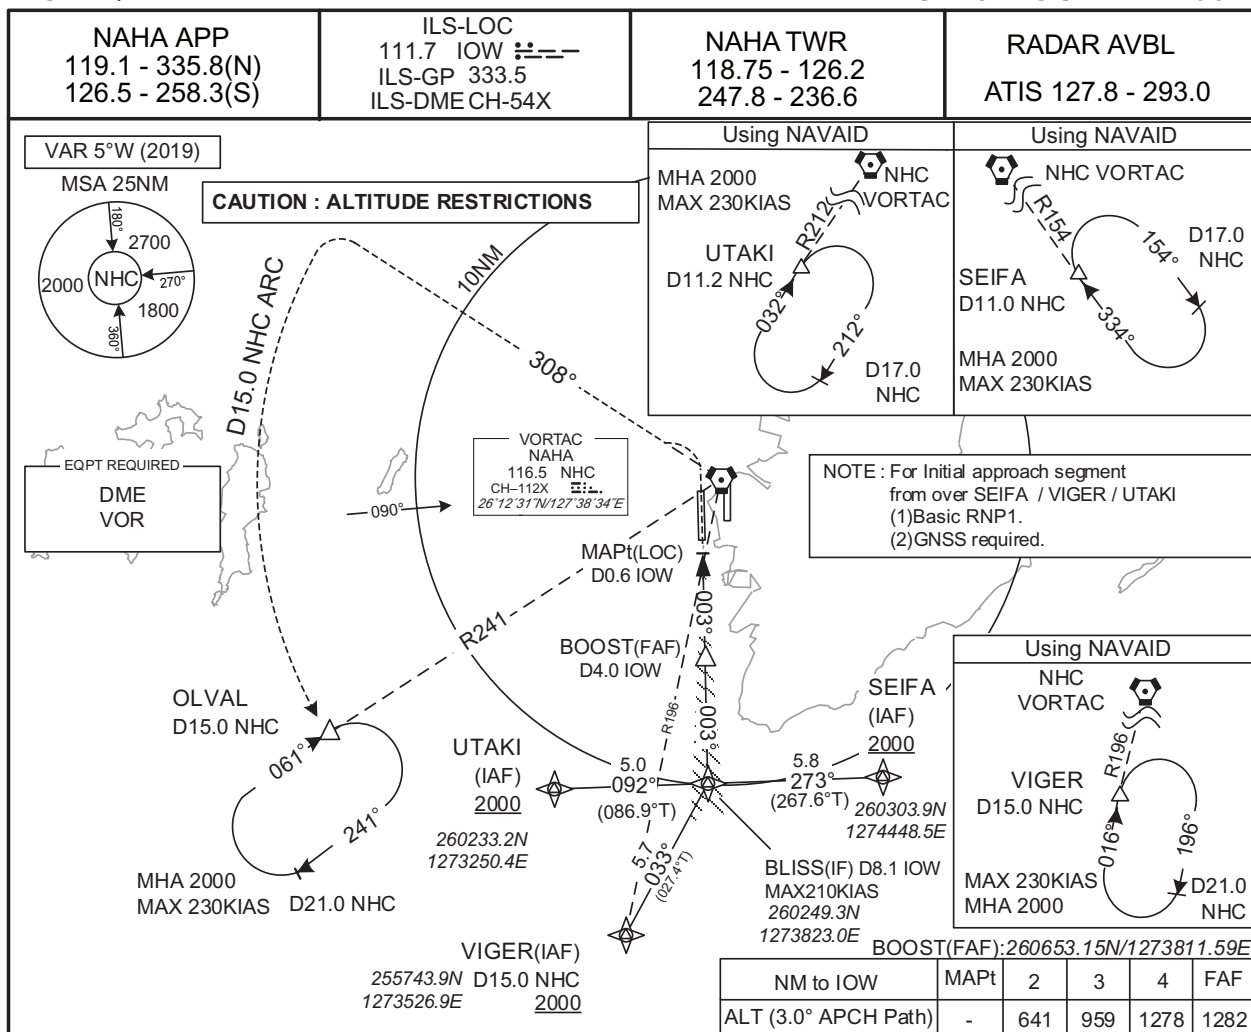 NAHA APP
119.1 - 335.8(N)
126.5 - 258.3(S)
ILS-LOC
111.7 IOW
ILS-GP 333.5
ILS-DME CH-54X
NAHA TWR
118.75 - 126.2
247.8 - 236.6
RADAR AVBL
ATIS 127.8 - 293.0
VAR 5°W (2019)
MSA 25NM
180°
2700
2000
NHC
270°
1800
360°
CAUTION : ALTITUDE RESTRICTIONS
Using NAVAID
MHA 2000
MAX 230KIAS
NHC
VORTAC
R212
UTAKI
D11.2 NHC
032°
212°
D17.0
NHC
Using NAVAID
NHC VORTAC
R154
154°
D17.0
NHC
SEIFA
D11.0 NHC
334°
MHA 2000
MAX 230KIAS
10NM
D15.0 NHC ARC
308°
EQPT REQUIRED
DME
VOR
090°
VORTAC
NAHA
116.5 NHC
CH–112X
26°12'31"N/127°38'34"E
NOTE : For Initial approach segment
from over SEIFA / VIGER / UTAKI
(1)Basic RNP1.
(2)GNSS required.
MAPt(LOC)
D0.6 IOW
003°
R241
BOOST(FAF)
D4.0 IOW
003°
R196
OLVAL
D15.0 NHC
061°
241°
MHA 2000
MAX 230KIAS
D21.0 NHC
UTAKI
(IAF)
2000
260233.2N
1273250.4E
5.0
092°
(086.9°T)
SEIFA
(IAF)
2000
5.8
273°
(267.6°T)
260303.9N
1274448.5E
5.7
033°
(027.4°T)
BLISS(IF) D8.1 IOW
MAX210KIAS
260249.3N
1273823.0E
VIGER(IAF)
D15.0 NHC
2000
255743.9N
1273526.9E
Using NAVAID
NHC
VORTAC
R196
VIGER
D15.0 NHC
016°
196°
MAX 230KIAS
MHA 2000
D21.0
NHC
BOOST(FAF):260653.15N/1273811.59E
NM to IOW MAPt 2 3 4 FAF
ALT (3.0° APCH Path) - 641 959 1278 1282